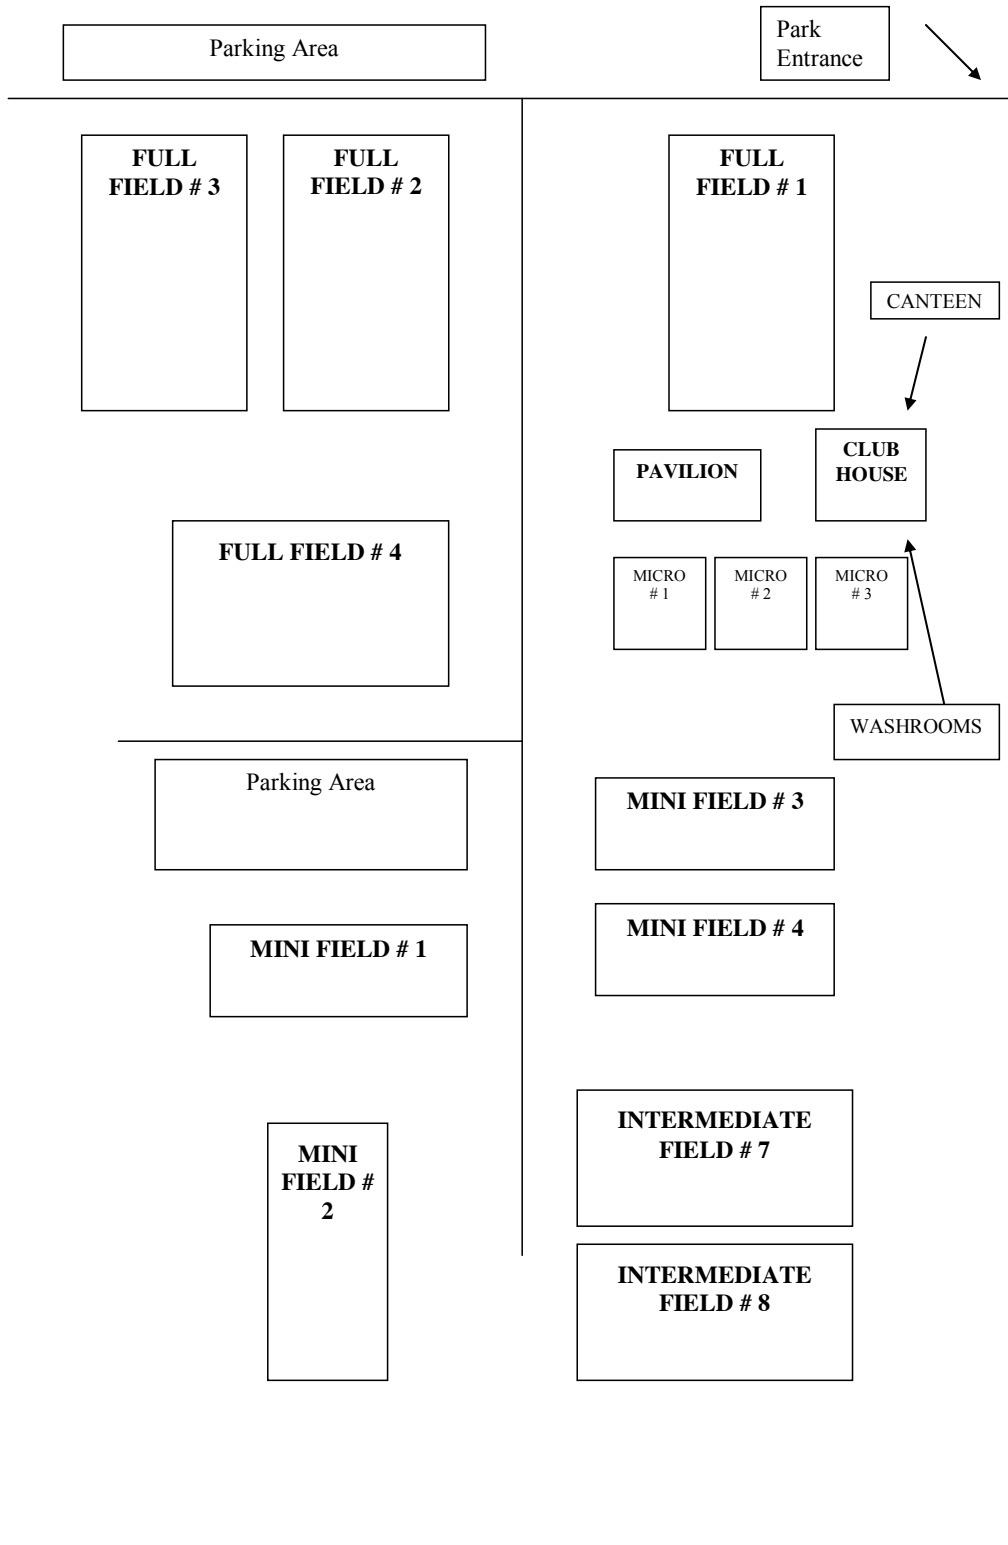 Parking Area
Park
Entrance
FULL
FIELD # 3
FULL
FIELD # 2
FULL
FIELD # 1
CANTEEN
CLUB
HOUSE
PAVILION
FULL FIELD # 4
MICRO
# 1
MICRO
# 2
MICRO
# 3
WASHROOMS
Parking Area
MINI FIELD # 3
MINI FIELD # 4
MINI FIELD # 1
INTERMEDIATE
FIELD # 7
MINI
FIELD #
2
INTERMEDIATE
FIELD # 8